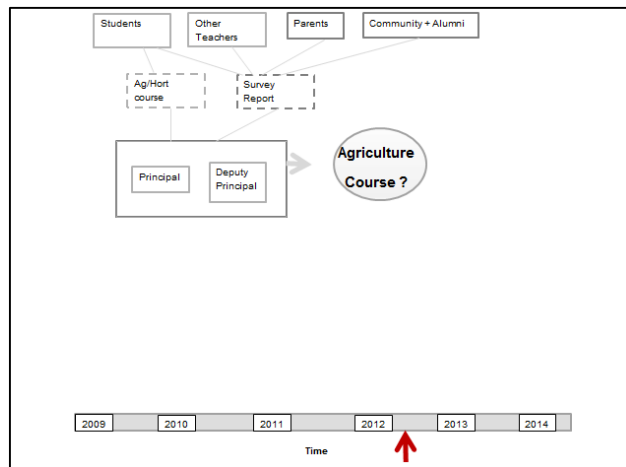 Students
Other
Teachers
Parents
Community + Alumni
Ag/Hort
course
Survey
Report
Principal
Deputy
Principal
Agriculture
Course ?
2009
2010
2011
2012
2013
2014
Time